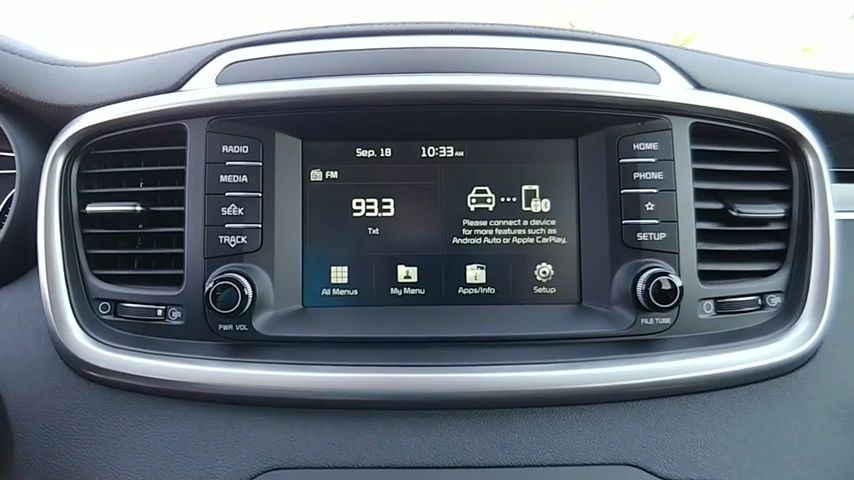 RADIO
MEDIA
SEEK
TRACK
PWR VOL
Sep. 18 10:33 AM
FM
93.3
Txt
Please connect a device
for more features such as
Android Auto or Apple CarPlay.
All Menus
My Menu
Apps/Info
Setup
HOME
PHONE
SETUP
FILE TUNE